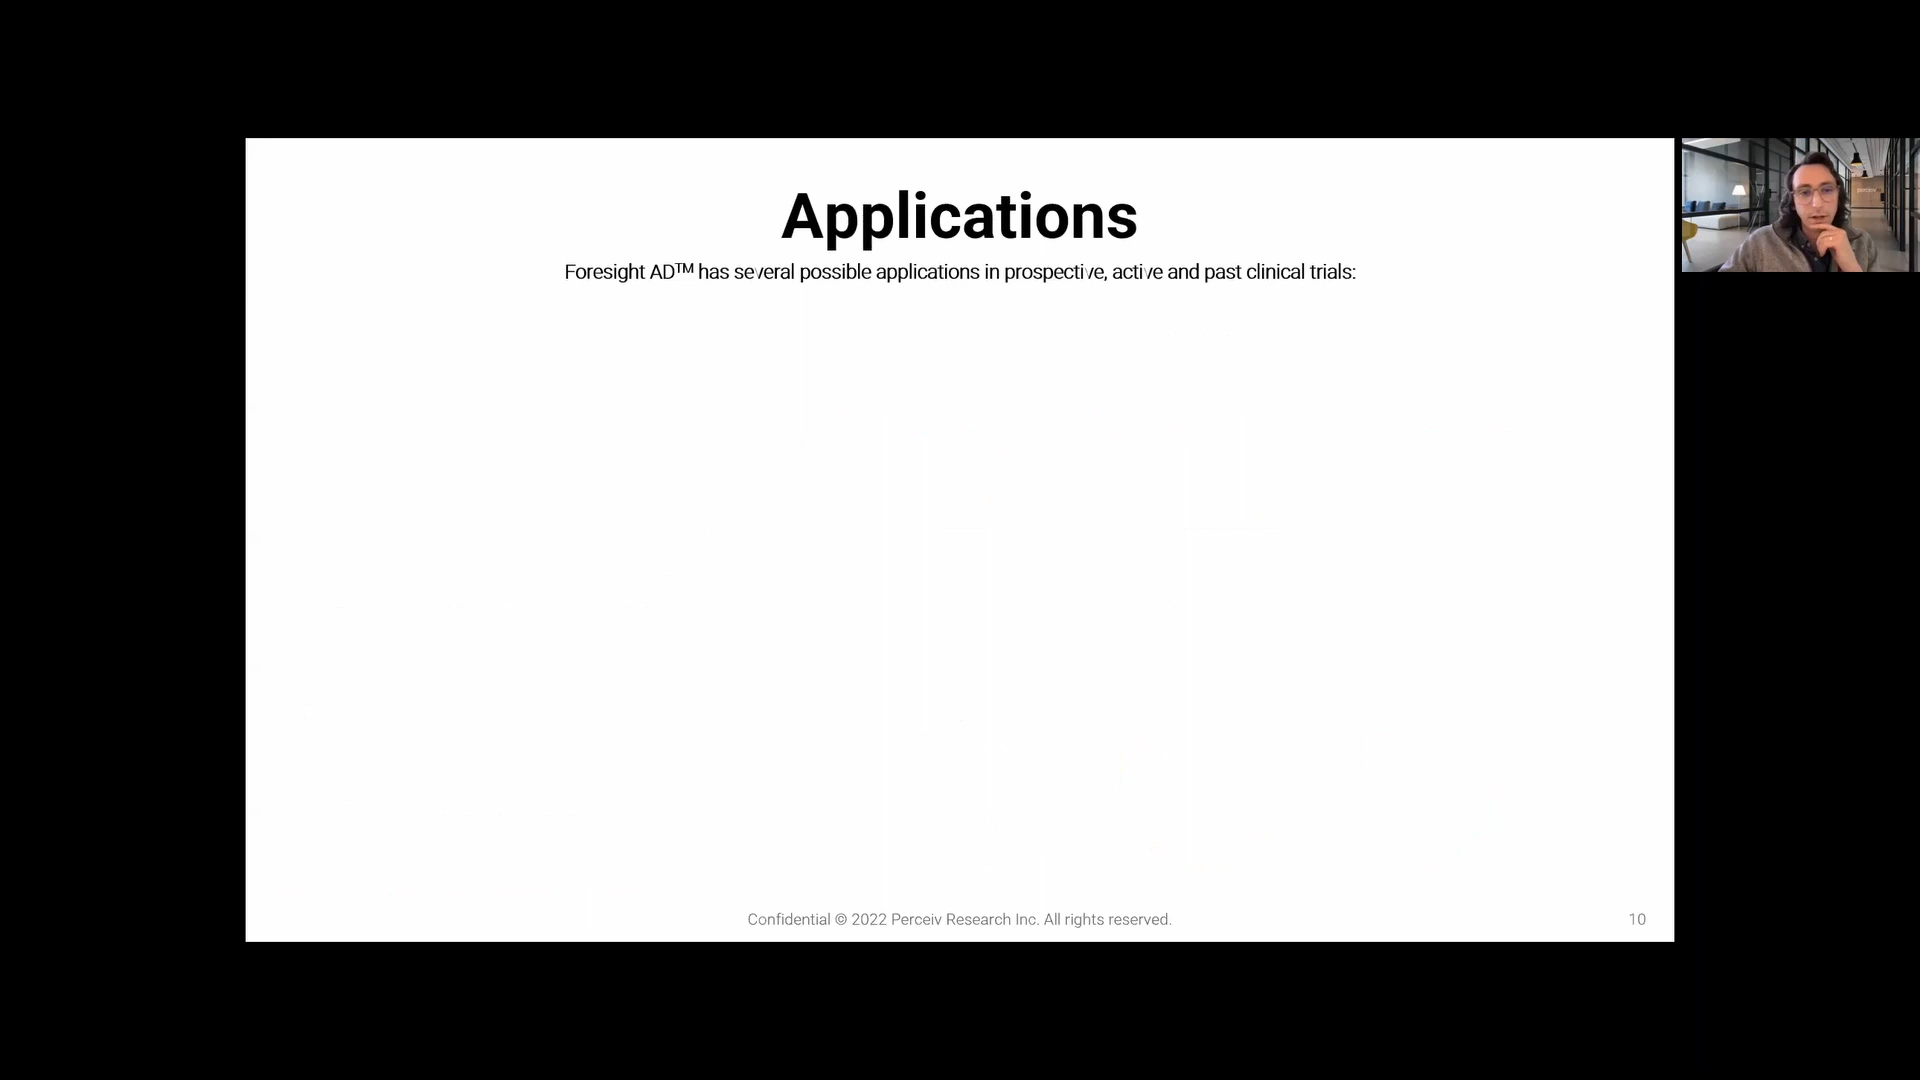 Applications
Foresight AD™ has several possible applications in prospective, active and past clinical trials:
Confidential © 2022 Perceiv Research Inc. All rights reserved.
10